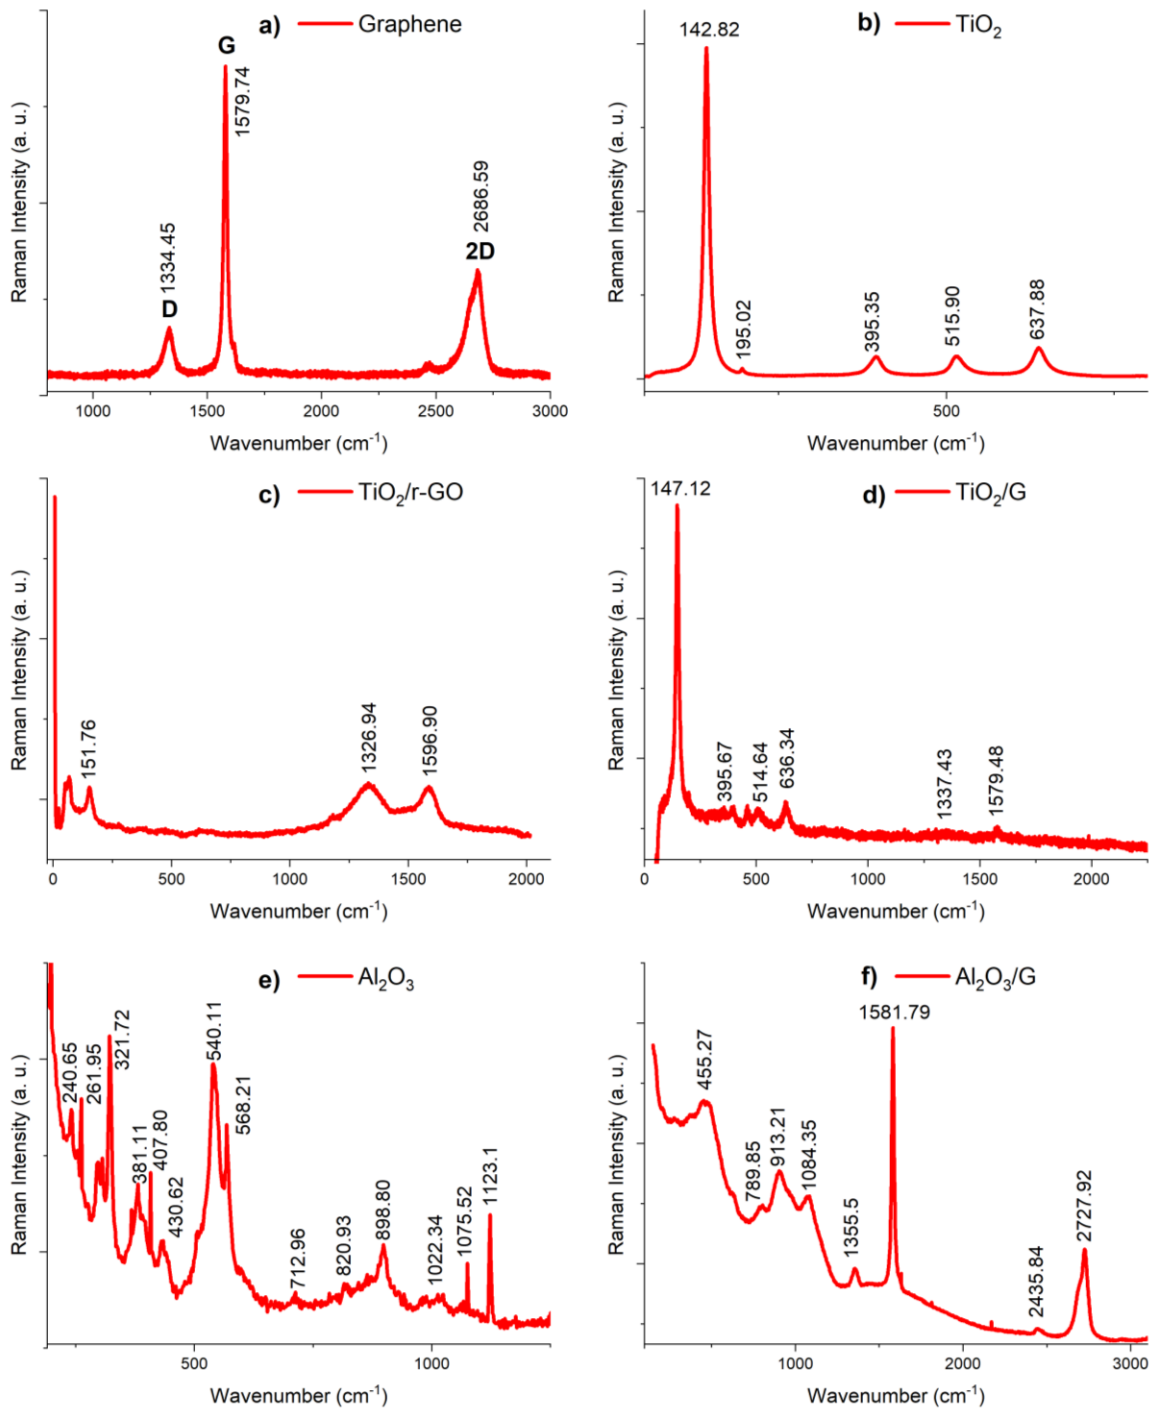 a) Graphene
G
1579.74
1334.45
D
2686.59
2D
Raman Intensity (a. u.)
1000 1500 2000 2500 3000
Wavenumber (cm⁻¹)
b) TiO₂
142.82
195.02
395.35
515.90
637.88
Raman Intensity (a. u.)
500
Wavenumber (cm⁻¹)
c) TiO₂/r-GO
151.76
1326.94
1596.90
Raman Intensity (a. u.)
0 500 1000 1500 2000
Wavenumber (cm⁻¹)
d) TiO₂/G
147.12
395.67
514.64
636.34
1337.43
1579.48
Raman Intensity (a. u.)
0 500 1000 1500 2000
Wavenumber (cm⁻¹)
e) Al₂O₃
240.65
261.95
321.72
381.11
407.80
430.62
540.11
568.21
712.96
820.93
898.80
1022.34
1075.52
1123.1
Raman Intensity (a. u.)
500 1000
Wavenumber (cm⁻¹)
f) Al₂O₃/G
455.27
789.85
913.21
1084.35
1355.5
1581.79
2435.84
2727.92
Raman Intensity (a. u.)
1000 2000 3000
Wavenumber (cm⁻¹)